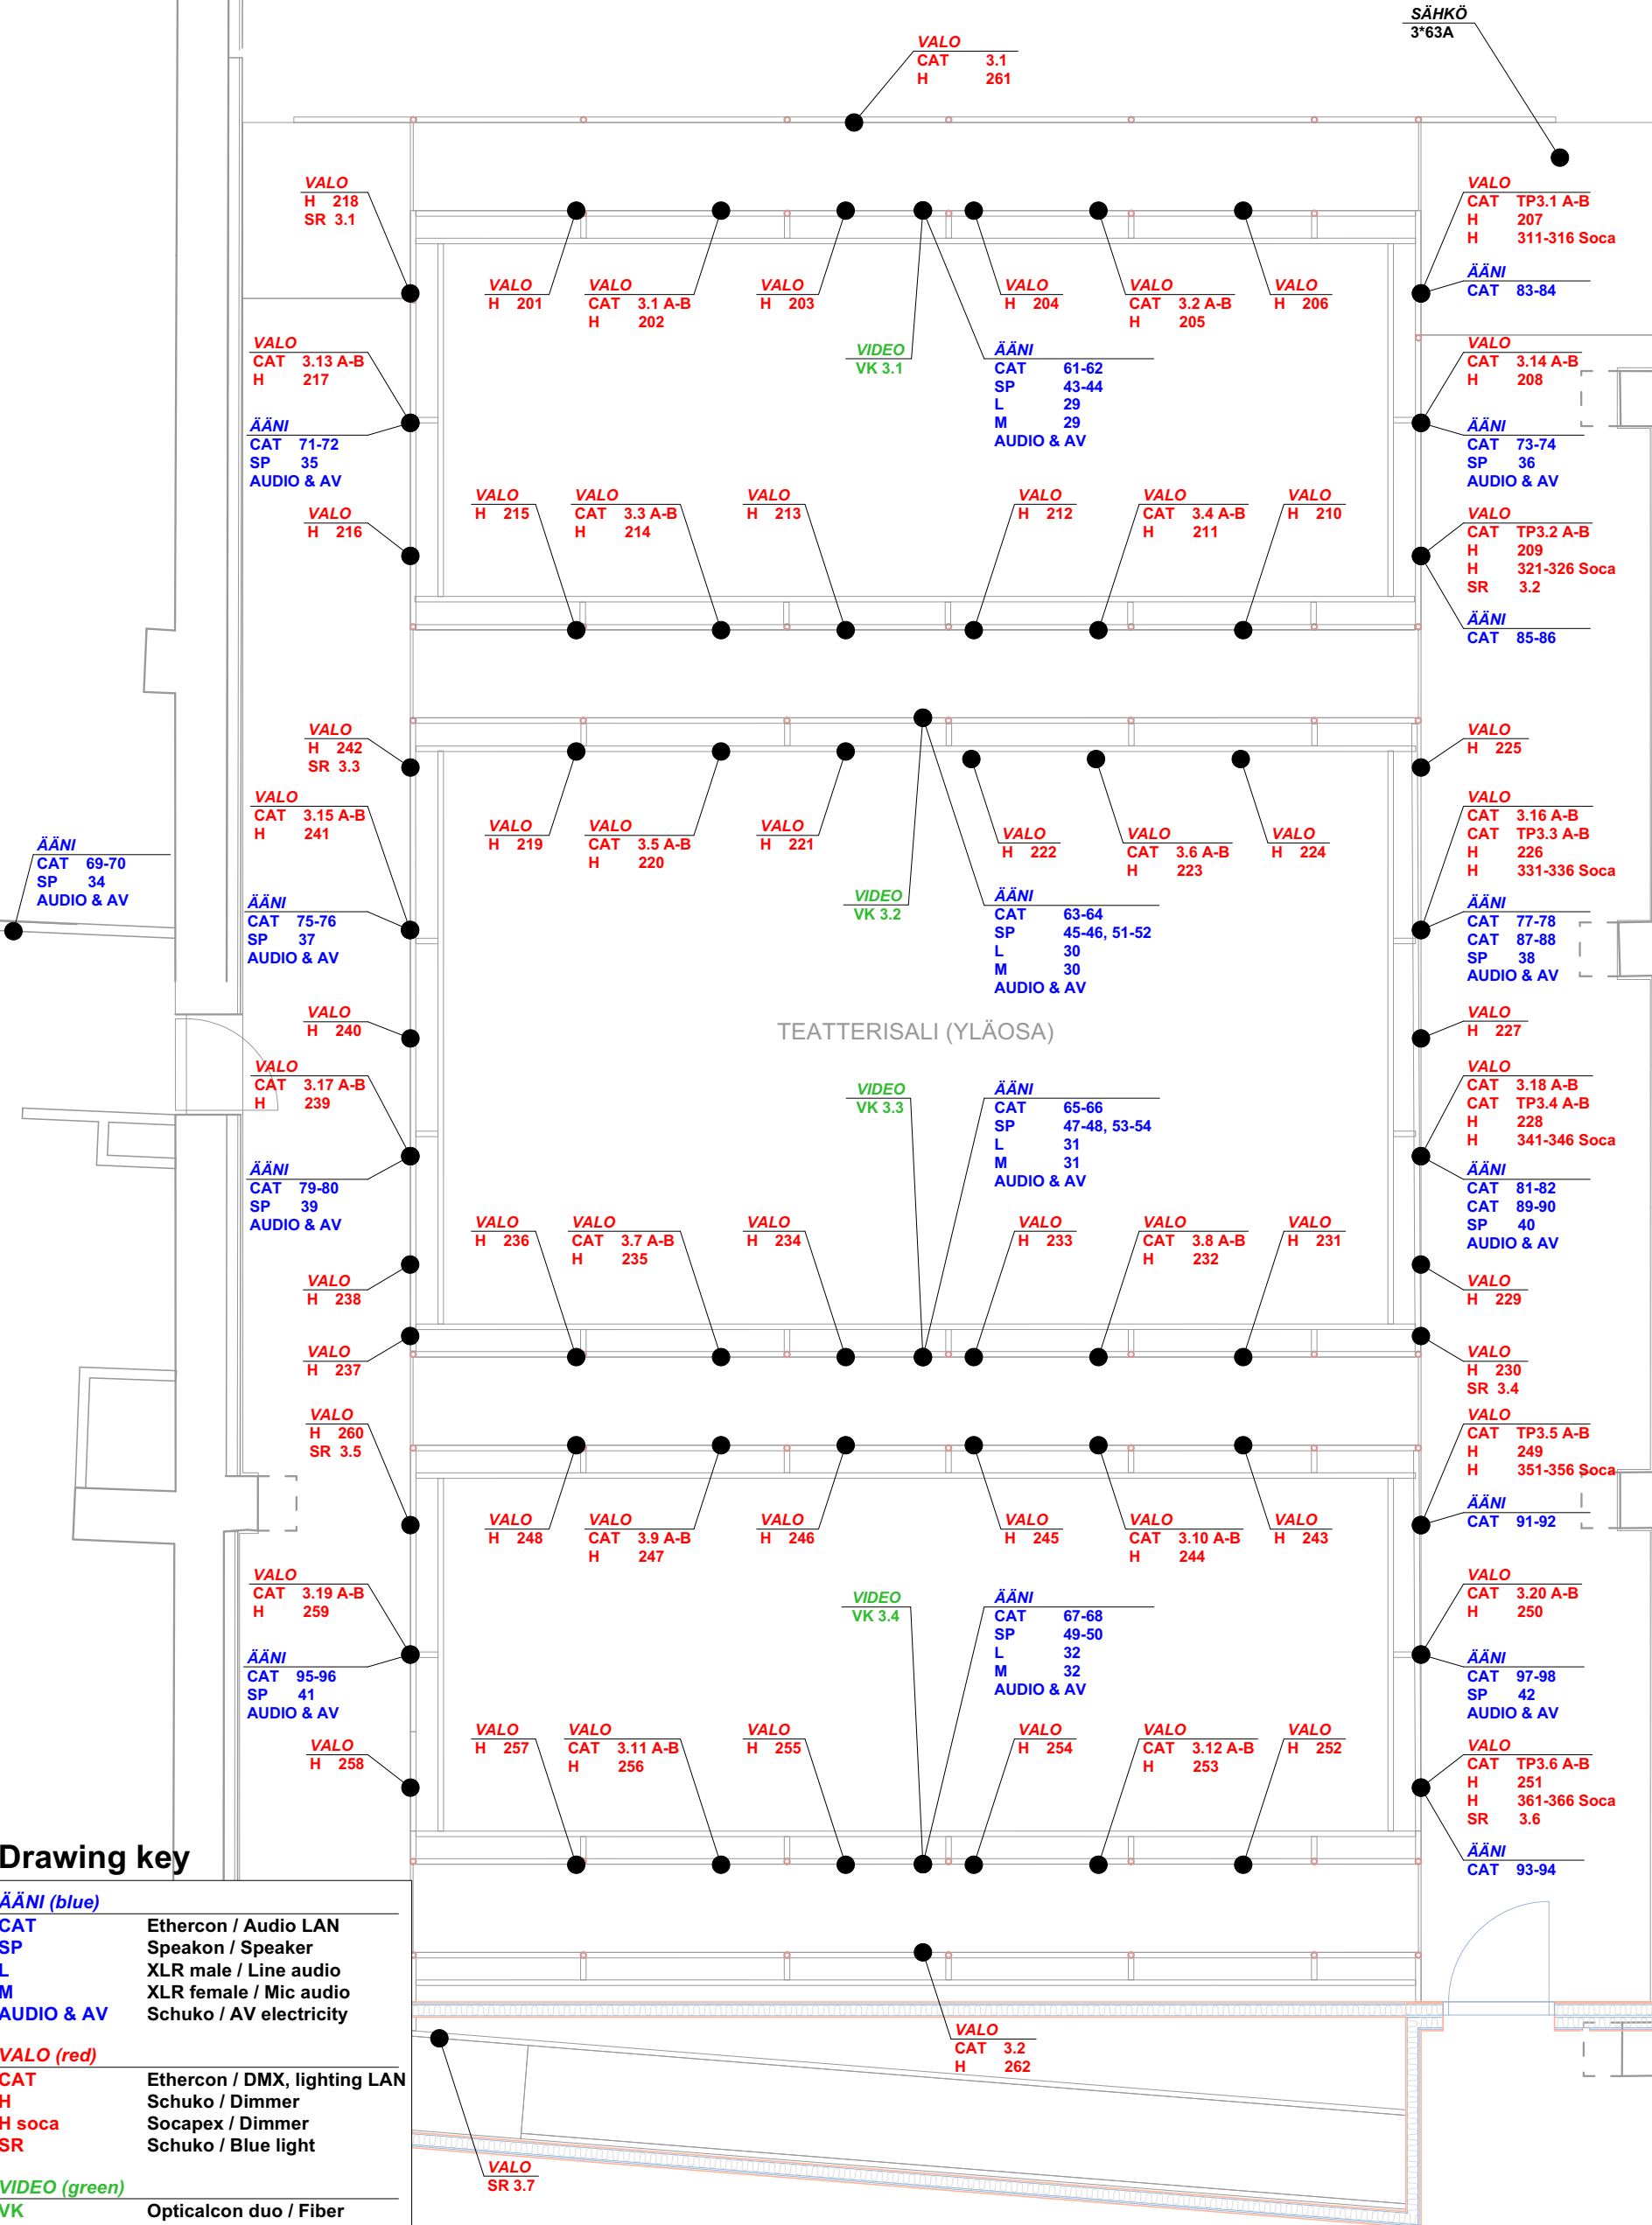 SÄHKÖ
3*63A
VALO
CAT 3.1
H 261
VALO
H 218
SR 3.1
VALO
CAT TP3.1 A-B
H 207
H 311-316 Soca
ÄÄNI
CAT 83-84
VALO
H 201
VALO
CAT 3.1 A-B
H 202
VALO
H 203
VALO
H 204
VALO
CAT 3.2 A-B
H 205
VALO
H 206
VALO
CAT 3.13 A-B
H 217
ÄÄNI
CAT 71-72
SP 35
AUDIO & AV
VIDEO
VK 3.1
ÄÄNI
CAT 61-62
SP 43-44
L 29
M 29
AUDIO & AV
VALO
CAT 3.14 A-B
H 208
ÄÄNI
CAT 73-74
SP 36
AUDIO & AV
VALO
H 216
VALO
H 215
VALO
CAT 3.3 A-B
H 214
VALO
H 213
VALO
H 212
VALO
CAT 3.4 A-B
H 211
VALO
H 210
VALO
CAT TP3.2 A-B
H 209
H 321-326 Soca
SR 3.2
ÄÄNI
CAT 85-86
VALO
H 242
SR 3.3
VALO
H 225
VALO
CAT 3.15 A-B
H 241
VALO
H 219
VALO
CAT 3.5 A-B
H 220
VALO
H 221
VALO
H 222
VALO
CAT 3.6 A-B
H 223
VALO
H 224
VALO
CAT 3.16 A-B
CAT TP3.3 A-B
H 226
H 331-336 Soca
ÄÄNI
CAT 69-70
SP 34
AUDIO & AV
ÄÄNI
CAT 75-76
SP 37
AUDIO & AV
VIDEO
VK 3.2
ÄÄNI
CAT 63-64
SP 45-46, 51-52
L 30
M 30
AUDIO & AV
ÄÄNI
CAT 77-78
CAT 87-88
SP 38
AUDIO & AV
VALO
H 240
TEATTERISALI (YLÄOSA)
VALO
H 227
VALO
CAT 3.17 A-B
H 239
VIDEO
VK 3.3
ÄÄNI
CAT 65-66
SP 47-48, 53-54
L 31
M 31
AUDIO & AV
VALO
CAT 3.18 A-B
CAT TP3.4 A-B
H 228
H 341-346 Soca
ÄÄNI
CAT 79-80
SP 39
AUDIO & AV
ÄÄNI
CAT 81-82
CAT 89-90
SP 40
AUDIO & AV
VALO
H 236
VALO
CAT 3.7 A-B
H 235
VALO
H 234
VALO
H 233
VALO
CAT 3.8 A-B
H 232
VALO
H 231
VALO
H 238
VALO
H 229
VALO
H 237
VALO
H 230
SR 3.4
VALO
H 260
SR 3.5
VALO
CAT TP3.5 A-B
H 249
H 351-356 Soca
ÄÄNI
CAT 91-92
VALO
H 248
VALO
CAT 3.9 A-B
H 247
VALO
H 246
VALO
H 245
VALO
CAT 3.10 A-B
H 244
VALO
H 243
VALO
CAT 3.19 A-B
H 259
ÄÄNI
CAT 95-96
SP 41
AUDIO & AV
VIDEO
VK 3.4
ÄÄNI
CAT 67-68
SP 49-50
L 32
M 32
AUDIO & AV
VALO
CAT 3.20 A-B
H 250
ÄÄNI
CAT 97-98
SP 42
AUDIO & AV
VALO
H 258
VALO
H 257
VALO
CAT 3.11 A-B
H 256
VALO
H 255
VALO
H 254
VALO
CAT 3.12 A-B
H 253
VALO
H 252
VALO
CAT TP3.6 A-B
H 251
H 361-366 Soca
SR 3.6
ÄÄNI
CAT 93-94
VALO
CAT 3.2
H 262
VALO
SR 3.7
Drawing key
ÄÄNI (blue)
CAT Ethercon / Audio LAN
SP Speakon / Speaker
L XLR male / Line audio
M XLR female / Mic audio
AUDIO & AV Schuko / AV electricity
VALO (red)
CAT Ethercon / DMX, lighting LAN
H Schuko / Dimmer
H soca Socapex / Dimmer
SR Schuko / Blue light
VIDEO (green)
VK Opticalcon duo / Fiber